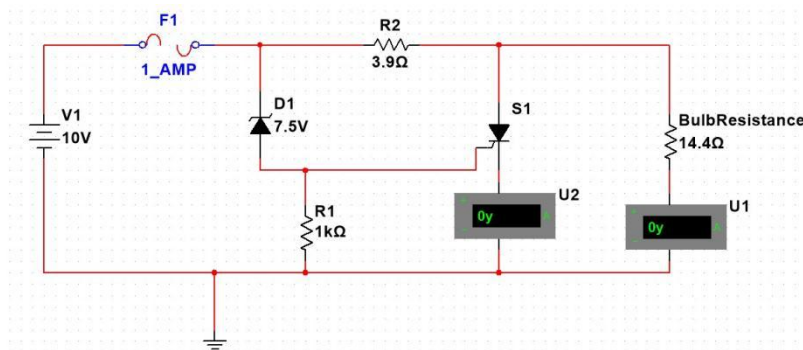 F1
1_AMP
R2
3.9Ω
V1
10V
D1
7.5V
S1
BulbResistance
14.4Ω
R1
1kΩ
U2
0y
A
U1
0y
A